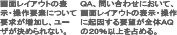 画面レイアウトの表
示・操作要素について
要求が増加し、ユー
ザが決められない。
QA、問い合わせにおいて、
画面レイアウトの表示・操作
に起因する要望が全体AQ
の20%以上を占める。